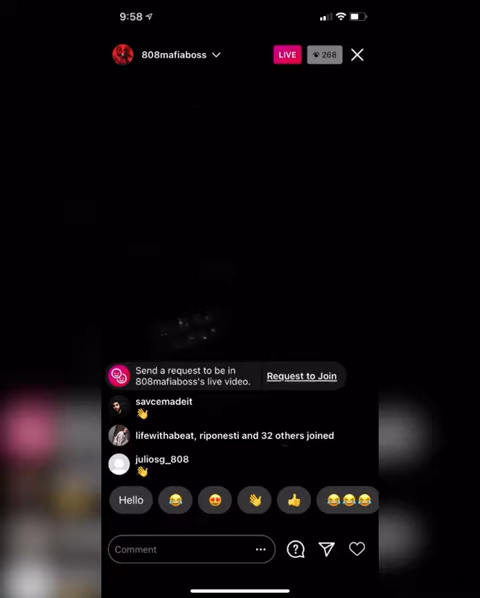 9:58
808mafiaboss
LIVE
268
Send a request to be in
808mafiaboss's live video.
Request to Join
savcemadeit
👋
lifewithabeat, riponesti and 32 others joined
juliosg_808
👋
Hello 😂 😍 👋 👍 😂😂😂
Comment